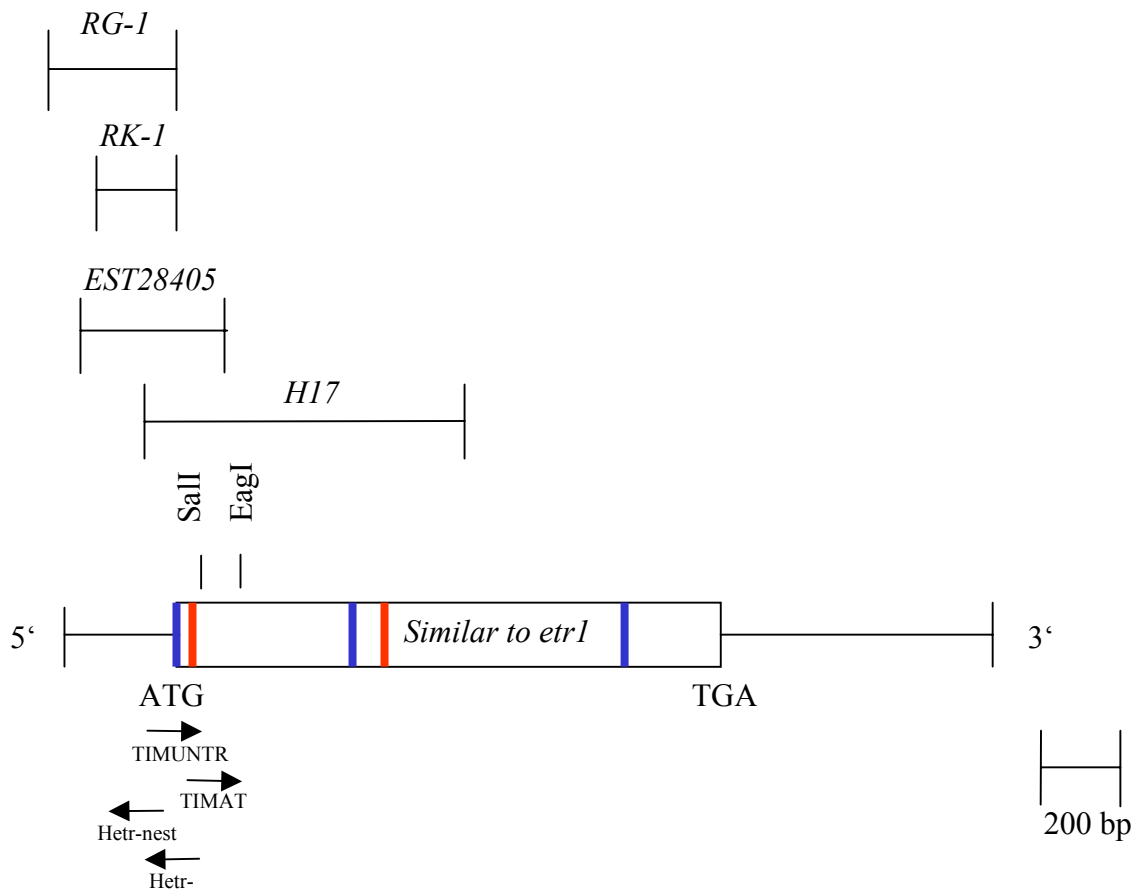 RG-1
RK-1
EST28405
H17
SalI
EagI
5‘
Similar to etr1
3‘
ATG
TGA
TIMUNTR
TIMAT
Hetr-nest
Hetr-
200 bp